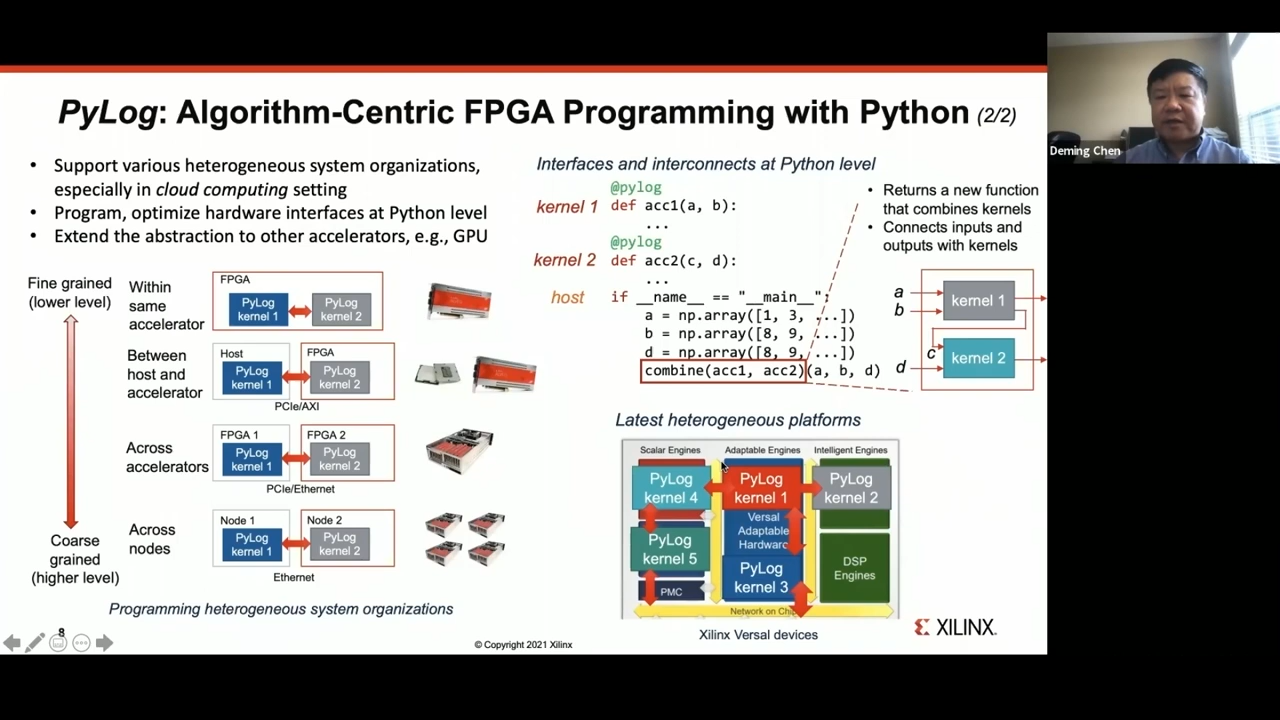 PyLog: Algorithm-Centric FPGA Programming with Python (2/2)
Deming Chen
• Support various heterogeneous system organizations,
especially in cloud computing setting
• Program, optimize hardware interfaces at Python level
• Extend the abstraction to other accelerators, e.g., GPU
Fine grained
(lower level)
Coarse
grained
(higher level)
Within
same
accelerator
FPGA
PyLog
kernel 1
PyLog
kernel 2
Between
host and
accelerator
Host
FPGA
PyLog
kernel 1
PyLog
kernel 2
PCIe/AXI
Across
accelerators
FPGA 1
FPGA 2
PyLog
kernel 1
PyLog
kernel 2
PCIe/Ethernet
Across
nodes
Node 1
Node 2
PyLog
kernel 1
PyLog
kernel 2
Ethernet
Programming heterogeneous system organizations
Interfaces and interconnects at Python level
@pylog
kernel 1 def acc1(a, b):
...
@pylog
kernel 2 def acc2(c, d):
...
host if __name__ == "__main__":
a = np.array([1, 3, ...])
b = np.array([8, 9, ...])
d = np.array([8, 9, ...])
combine(acc1, acc2)(a, b, d)
• Returns a new function
that combines kernels
• Connects inputs and
outputs with kernels
a
b
kernel 1
c
d
kernel 2
Latest heterogeneous platforms
Scalar Engines
Adaptable Engines
Intelligent Engines
PyLog
kernel 4
PyLog
kernel 1
PyLog
kernel 2
PyLog
kernel 5
Versal
Adaptable
Hardware
PyLog
kernel 3
DSP
Engines
PMC
Network on Chip
Xilinx Versal devices
XILINX
8
© Copyright 2021 Xilinx